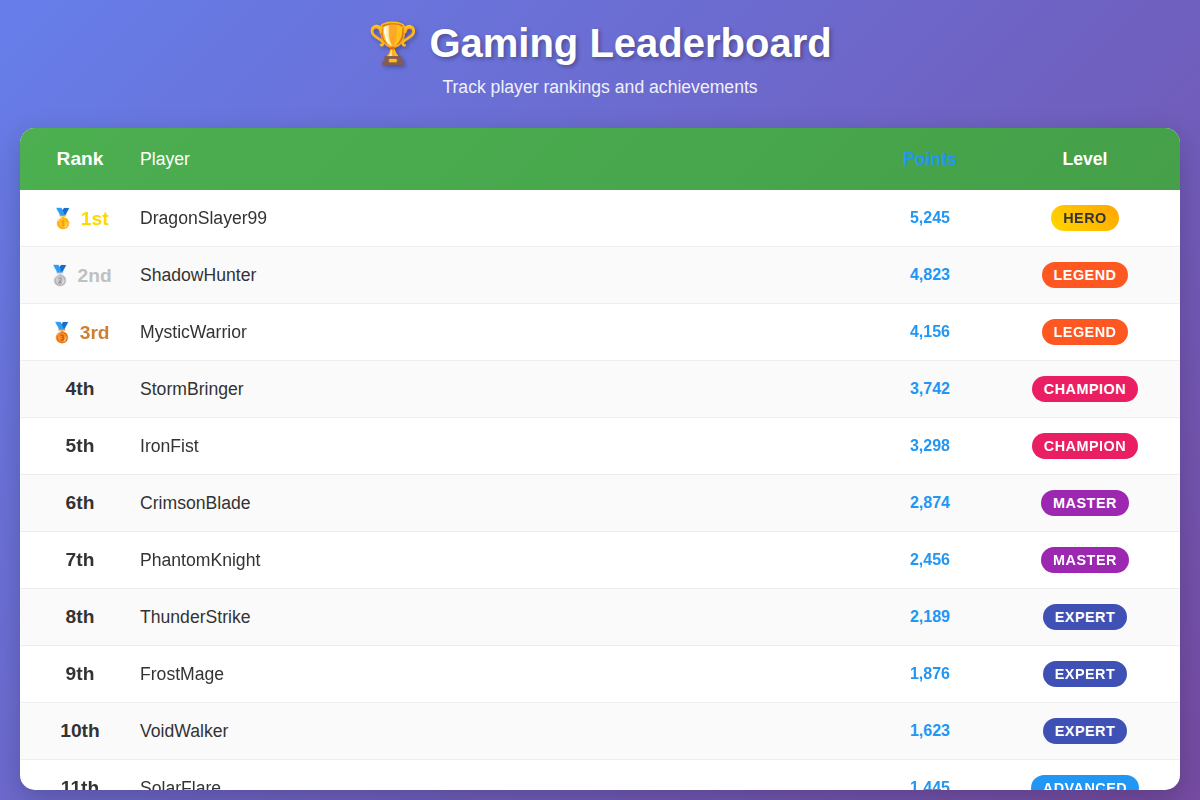 🏆 Gaming Leaderboard
Track player rankings and achievements
Rank Player Points Level
🥇 1st DragonSlayer99 5,245 HERO
🥈 2nd ShadowHunter 4,823 LEGEND
🥉 3rd MysticWarrior 4,156 LEGEND
4th StormBringer 3,742 CHAMPION
5th IronFist 3,298 CHAMPION
6th CrimsonBlade 2,874 MASTER
7th PhantomKnight 2,456 MASTER
8th ThunderStrike 2,189 EXPERT
9th FrostMage 1,876 EXPERT
10th VoidWalker 1,623 EXPERT
11th SolarFlare 1,445 ADVANCED